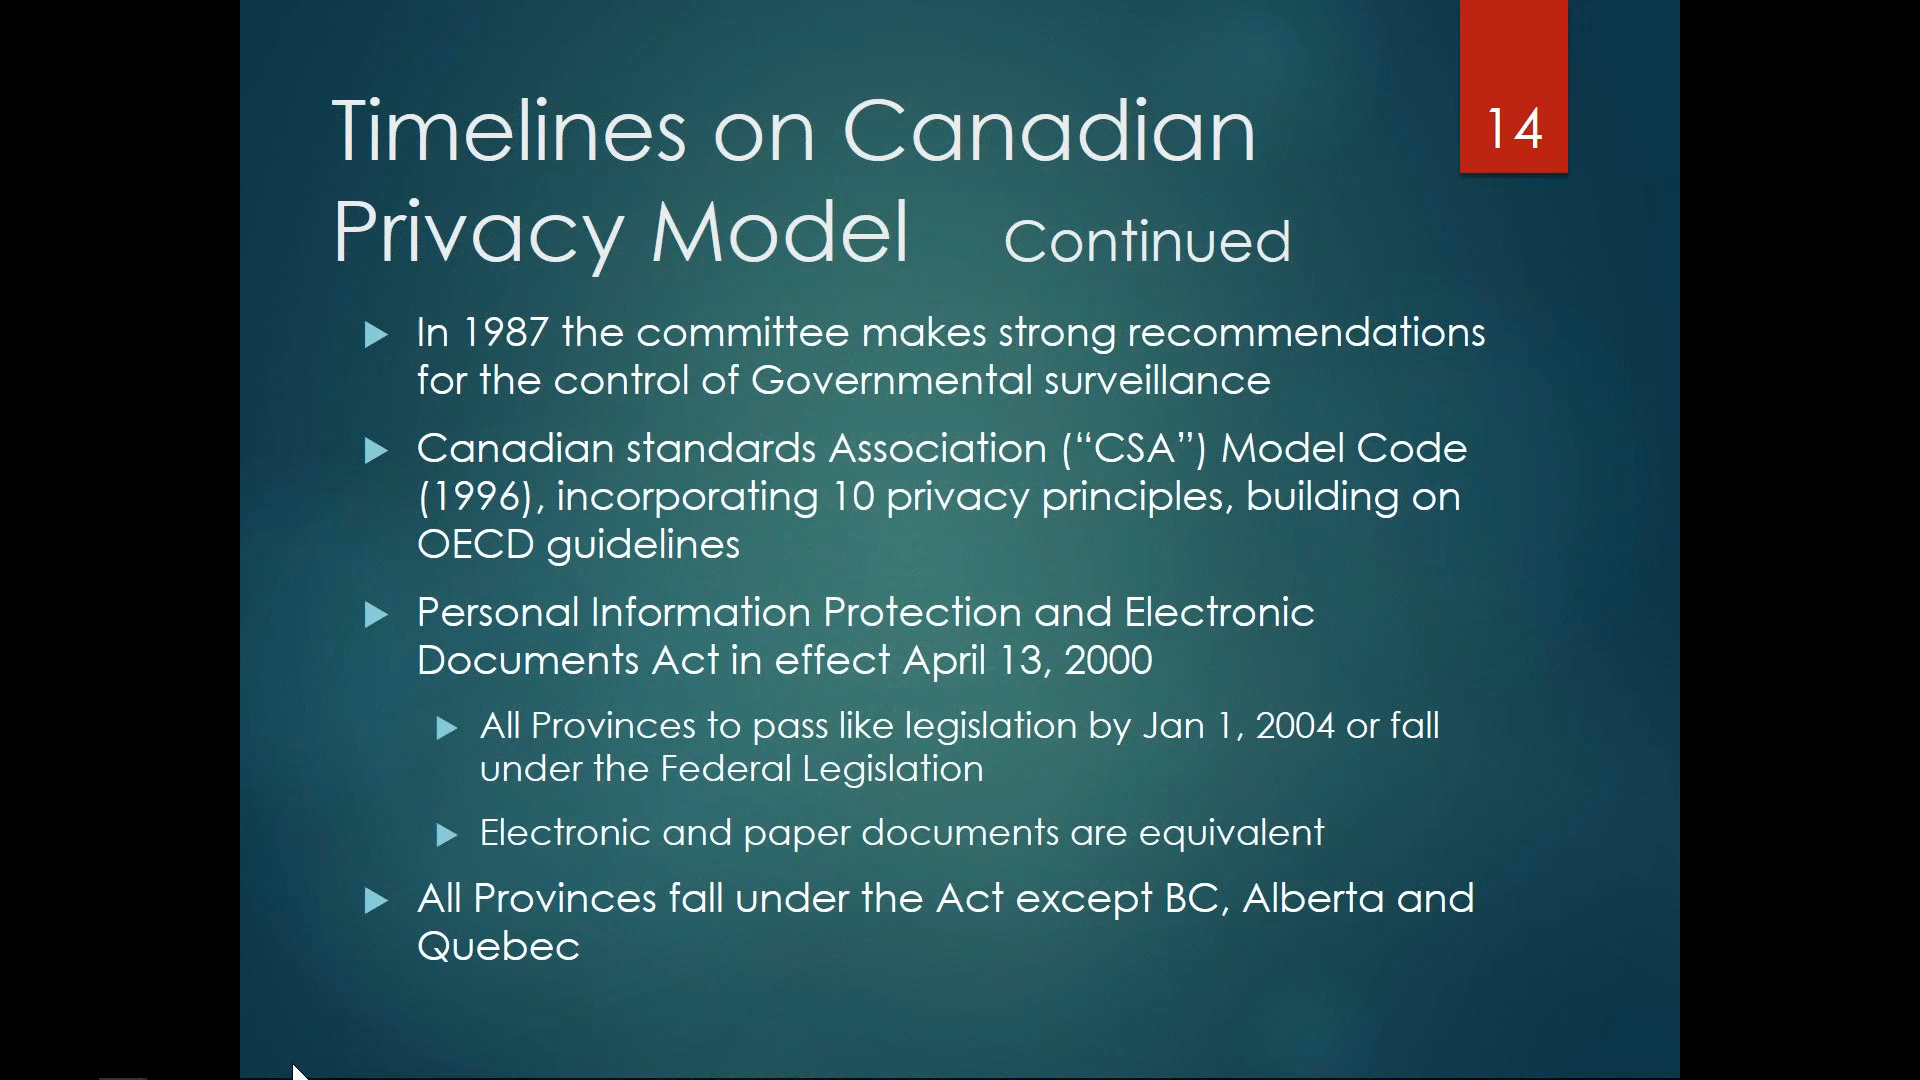 14
Timelines on Canadian
Privacy Model Continued
In 1987 the committee makes strong recommendations
for the control of Governmental surveillance
Canadian standards Association (“CSA”) Model Code
(1996), incorporating 10 privacy principles, building on
OECD guidelines
Personal Information Protection and Electronic
Documents Act in effect April 13, 2000
All Provinces to pass like legislation by Jan 1, 2004 or fall
under the Federal Legislation
Electronic and paper documents are equivalent
All Provinces fall under the Act except BC, Alberta and
Quebec